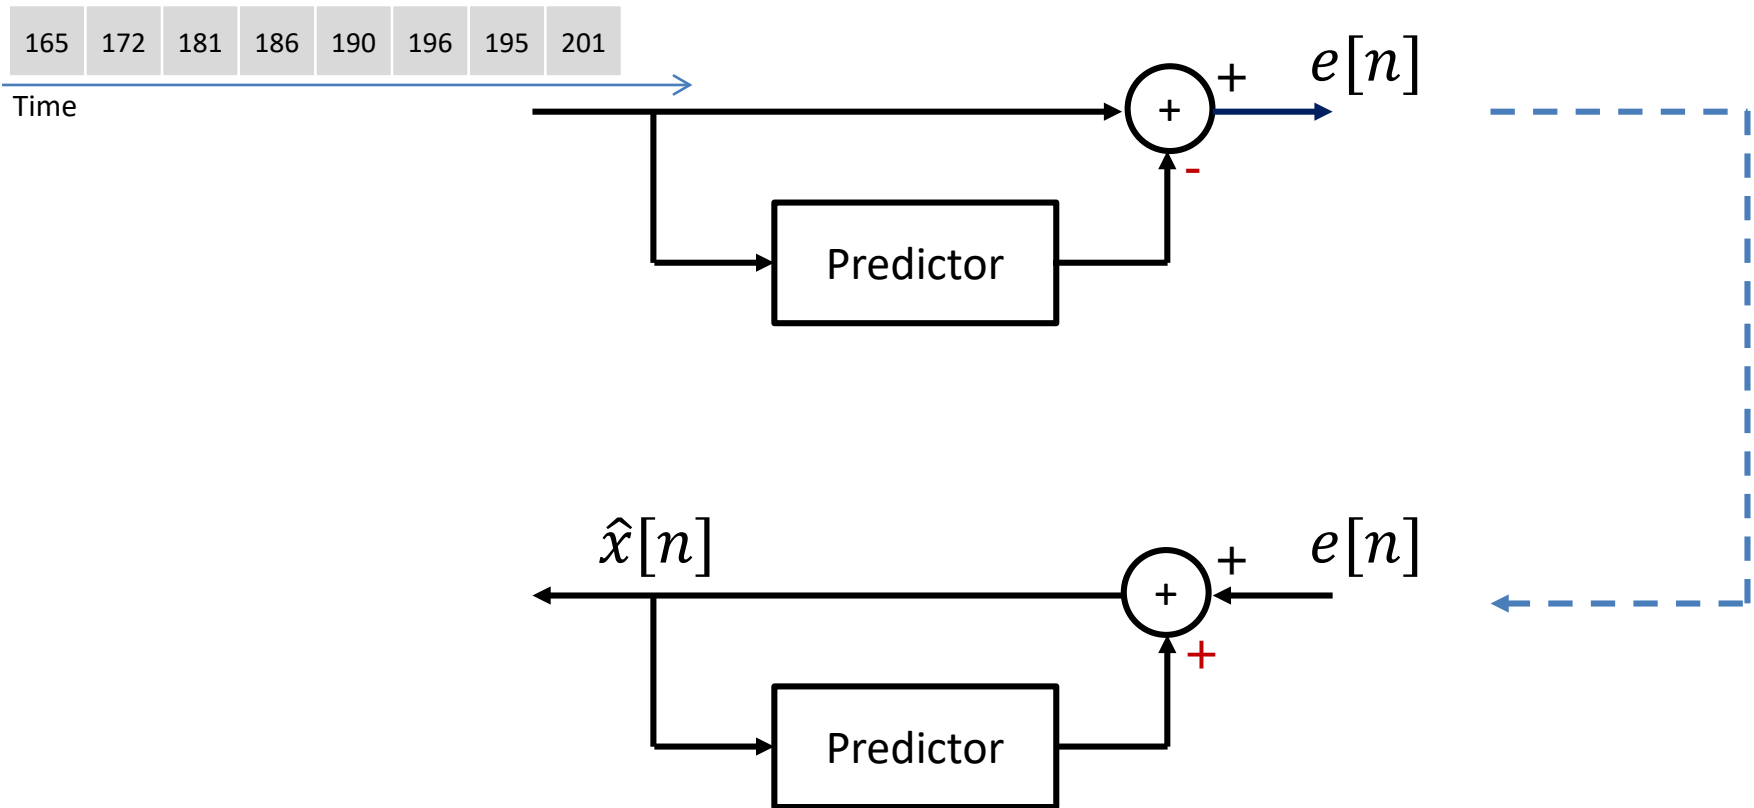 165 172 181 186 190 196 195 201
Time
+ e[n]
+
-
Predictor
x̂[n] + e[n]
+
+
Predictor